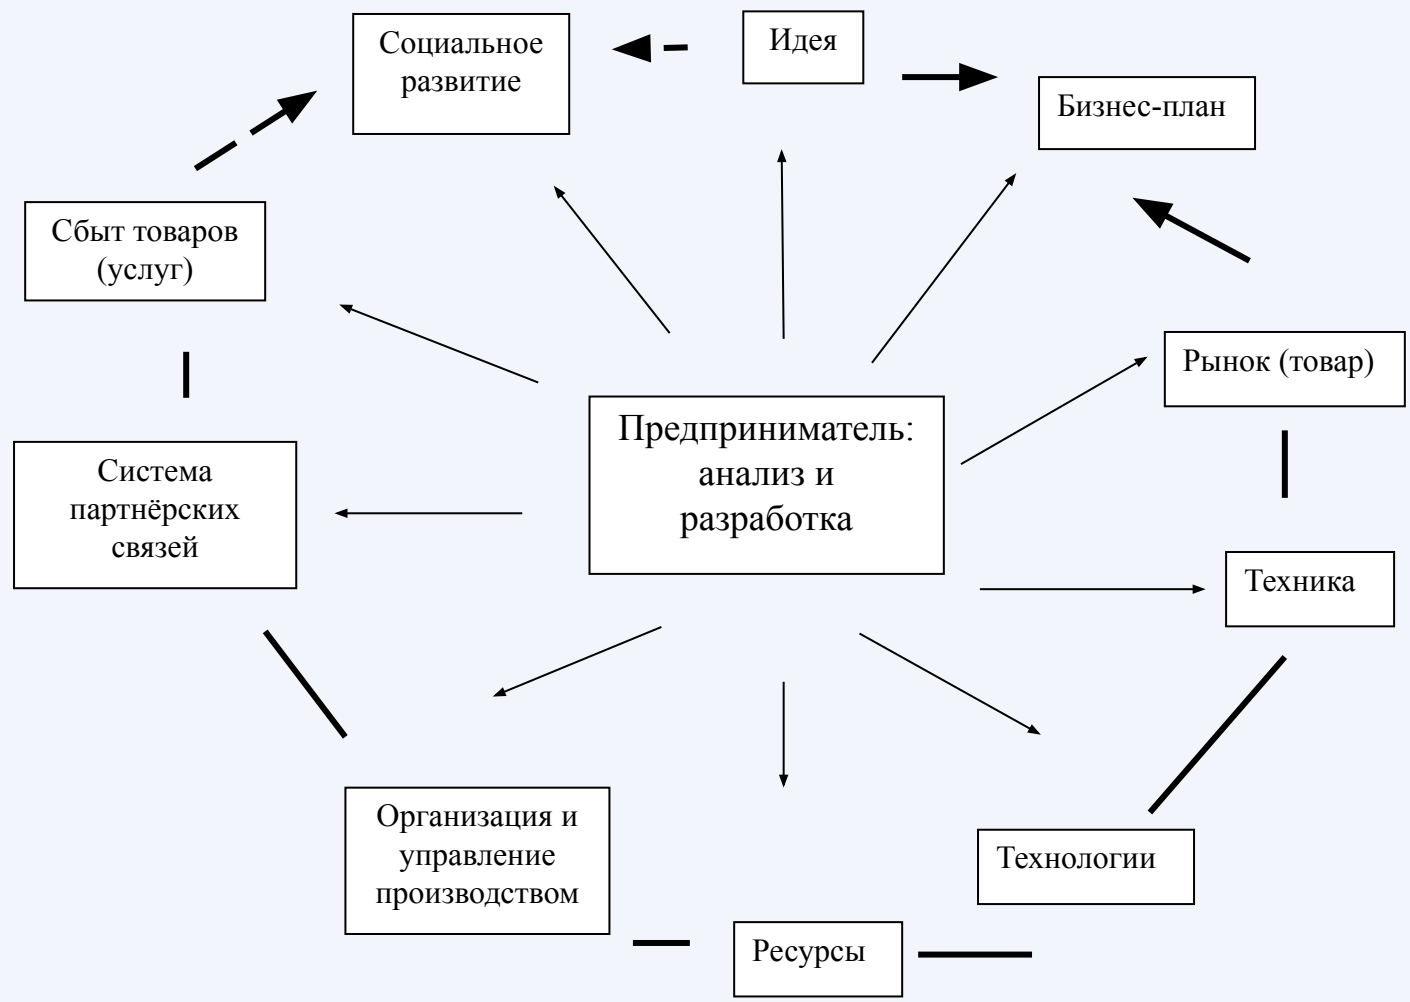 Социальное
развитие
Идея
Бизнес-план
Сбыт товаров
(услуг)
Рынок (товар)
Предприниматель:
анализ и
разработка
Система
партнёрских
связей
Техника
Организация и
управление
производством
Технологии
Ресурсы